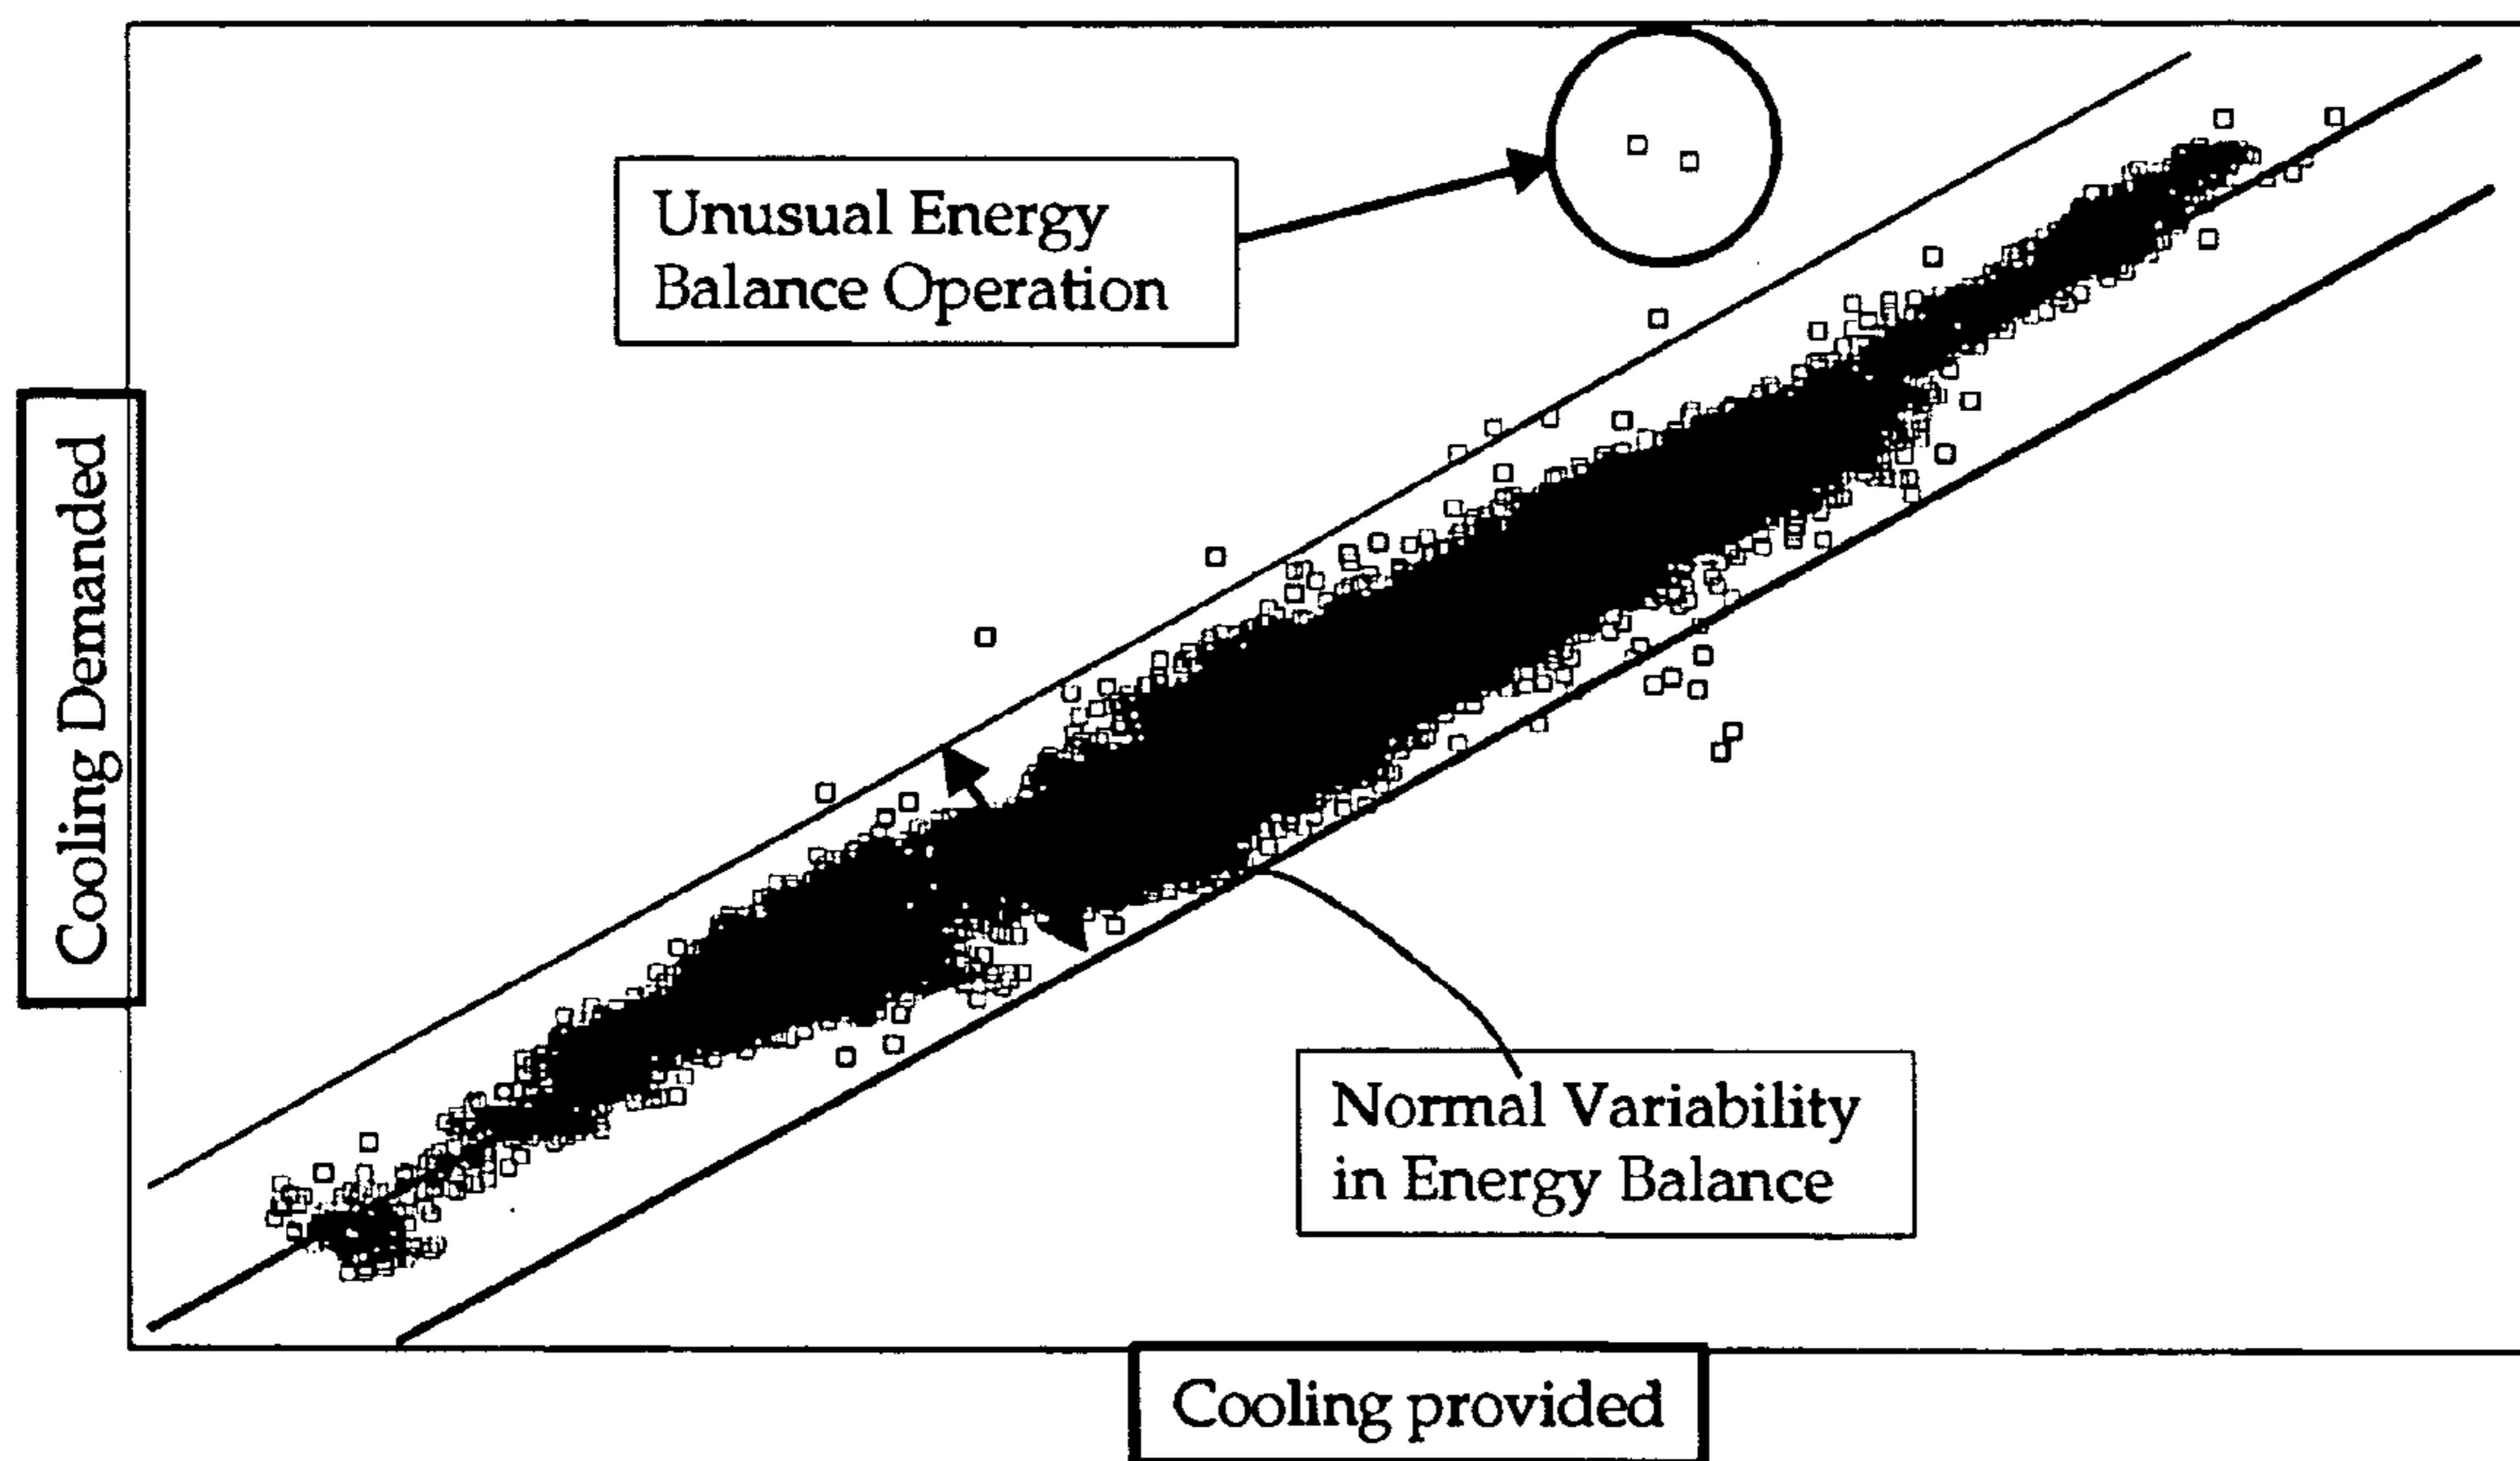 Unusual Energy
Balance Operation
Cooling Demanded
Normal Variability
in Energy Balance
Cooling provided